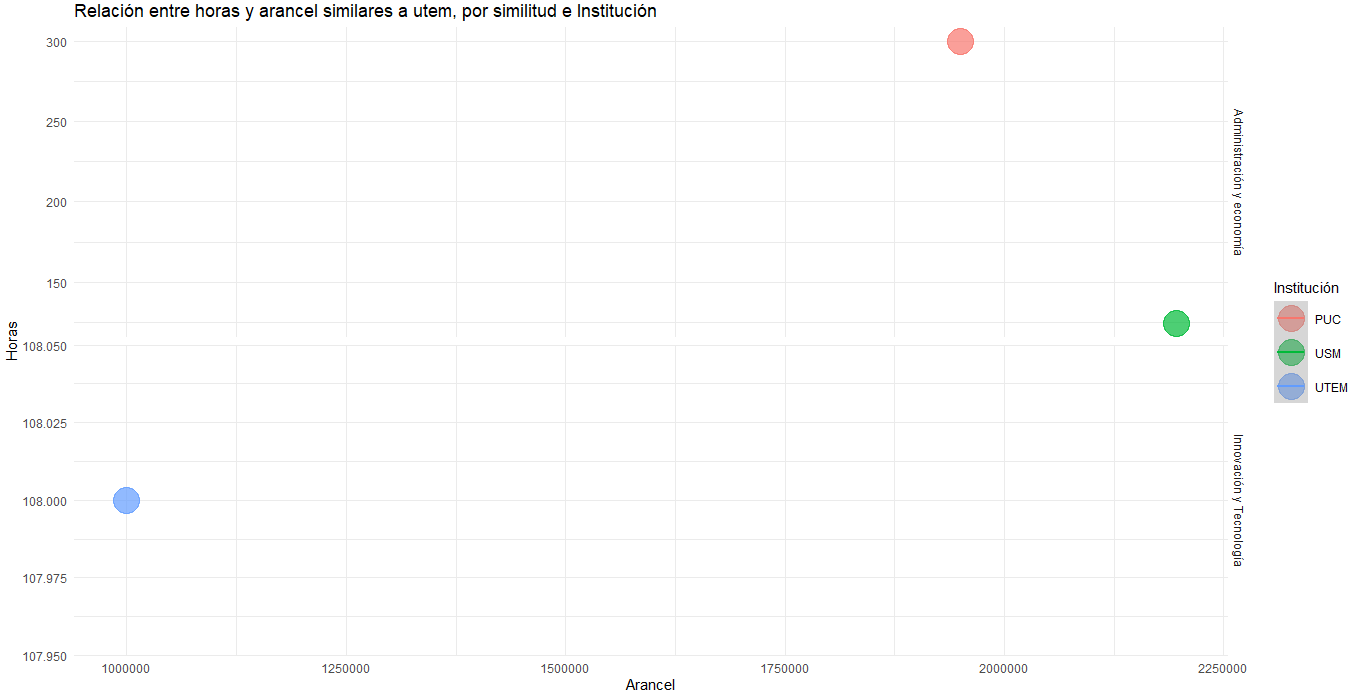 Relación entre horas y arancel similares a utem, por similitud e Institución
300
250
200
150
108.050
108.025
108.000
107.975
107.950
Horas
Administración y economía
Innovación y Tecnología
1000000
1250000
1500000
1750000
2000000
2250000
Arancel
Institución
PUC
USM
UTEM